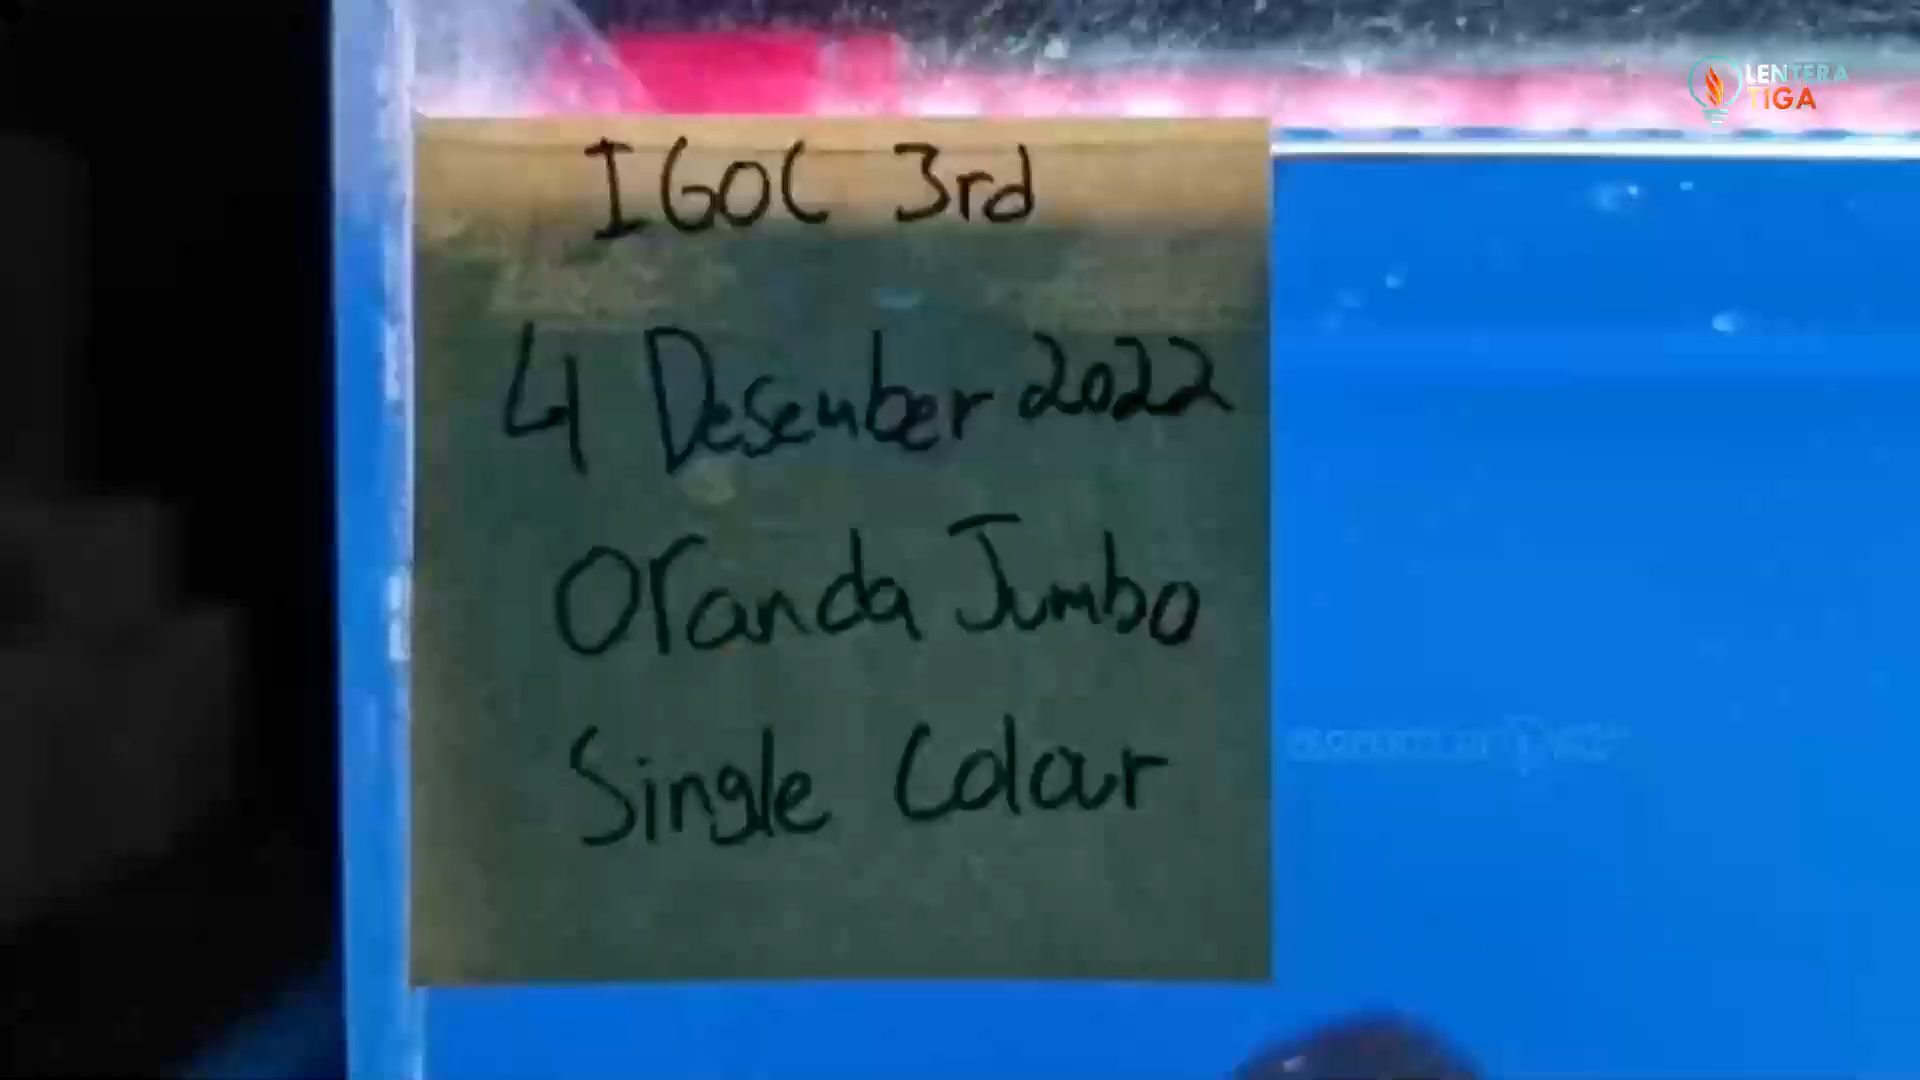 LENTERA
TIGA
IGOC 3rd
4 Desember 2022
Oranda Jumbo
Single Colour